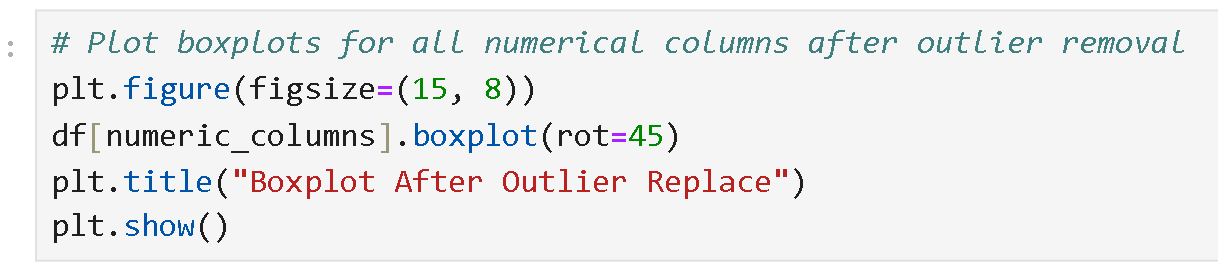 :
# Plot boxplots for all numerical columns after outlier removal
plt.figure(figsize=(15, 8))
df[numeric_columns].boxplot(rot=45)
plt.title("Boxplot After Outlier Replace")
plt.show()